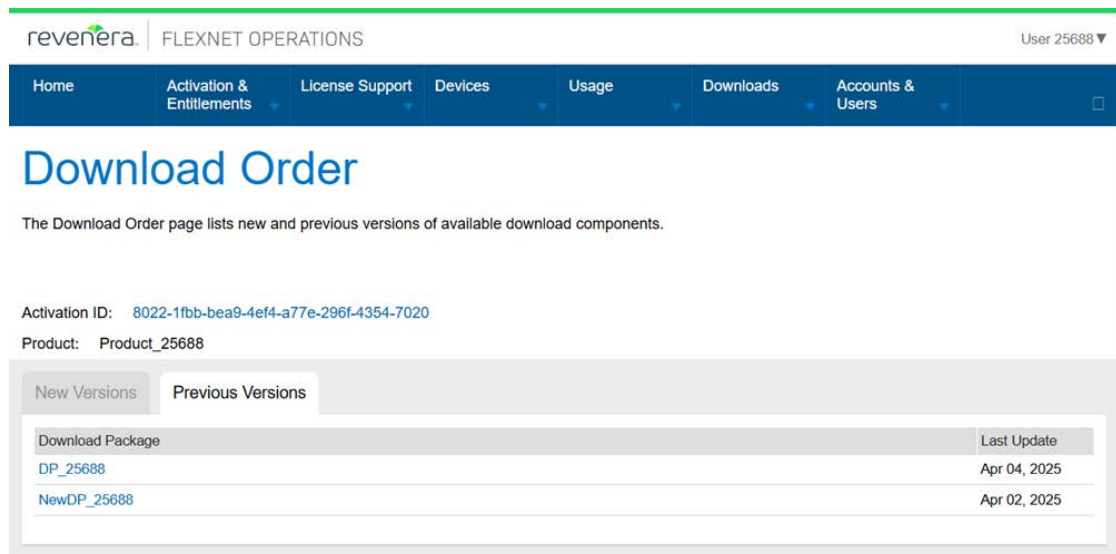 revenera. FLEXNET OPERATIONS User 25688▼
Home Activation & Entitlements License Support Devices Usage Downloads Accounts & Users
Download Order
The Download Order page lists new and previous versions of available download components.
Activation ID: 8022-1fbb-bea9-4ef4-a77e-296f-4354-7020
Product: Product_25688
New Versions Previous Versions
Download Package Last Update
DP_25688 Apr 04, 2025
NewDP_25688 Apr 02, 2025